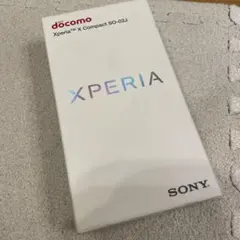 docomo
Xperia™ X Compact SO-02J
XPERIA
SONY